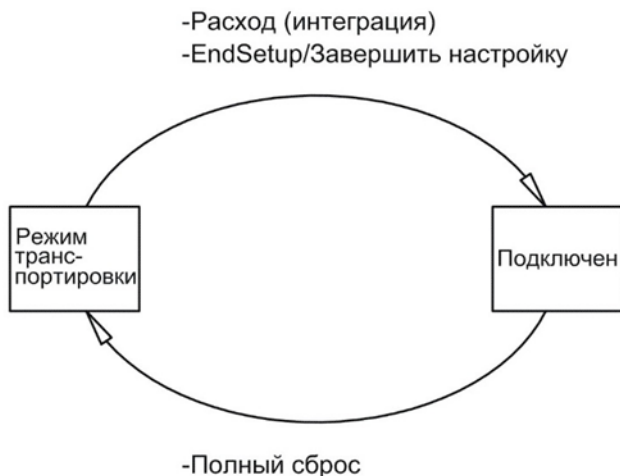 -Расход (интеграция)
-EndSetup/Завершить настройку
Режим
транс-
портировки
Подключен
-Полный сброс